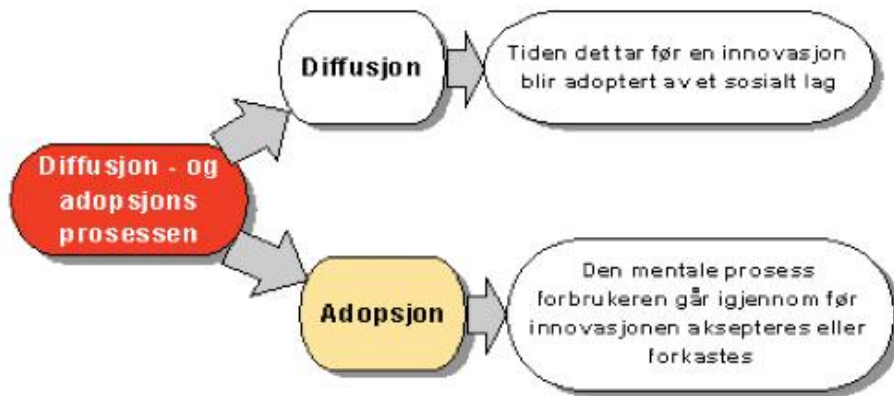 Diffusjon
Tiden det tar før en innovasjon
blir adoptert av et sosialt lag
Diffusjon - og
adopsjons
prosessen
Adopsjon
Den mentale prosess
forbrukeren går igjennom før
innovasjonen aksepteres eller
forkastes